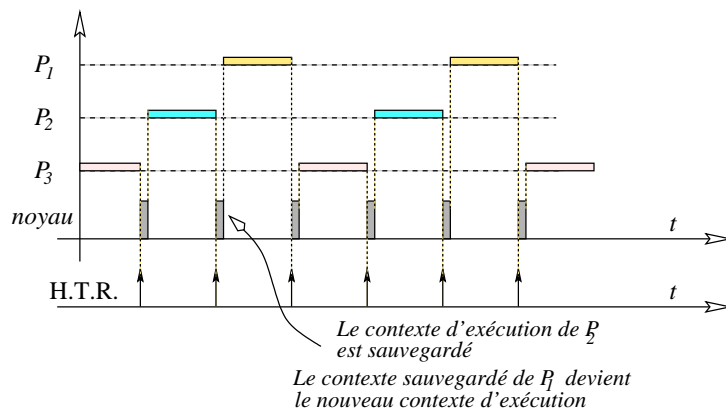 P1
P2
P3
noyau
t
H.T.R.
t
Le contexte d'exécution de P2
est sauvegardé
Le contexte sauvegardé de P1 devient
le nouveau contexte d'exécution